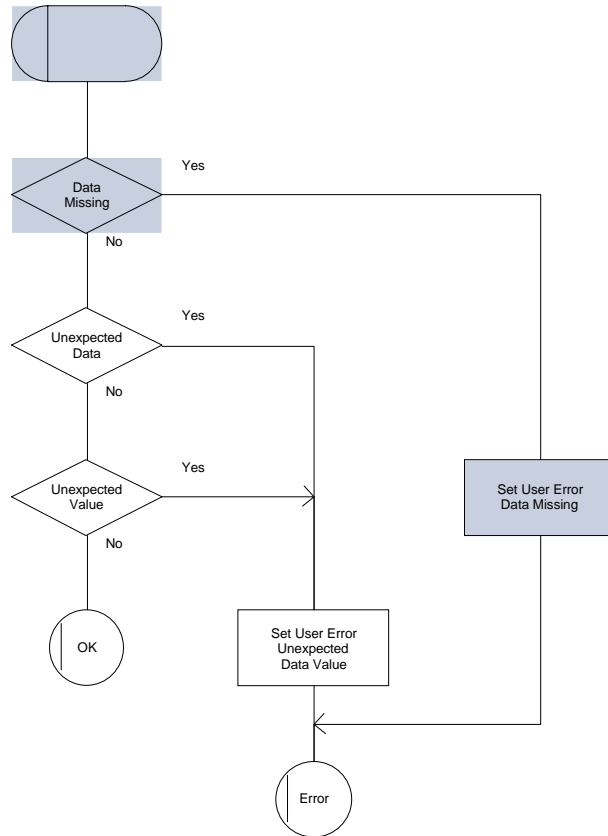 Yes
Data
Missing
No
Yes
Unexpected
Data
No
Yes
Unexpected
Value
No
Set User Error
Data Missing
OK
Set User Error
Unexpected
Data Value
Error